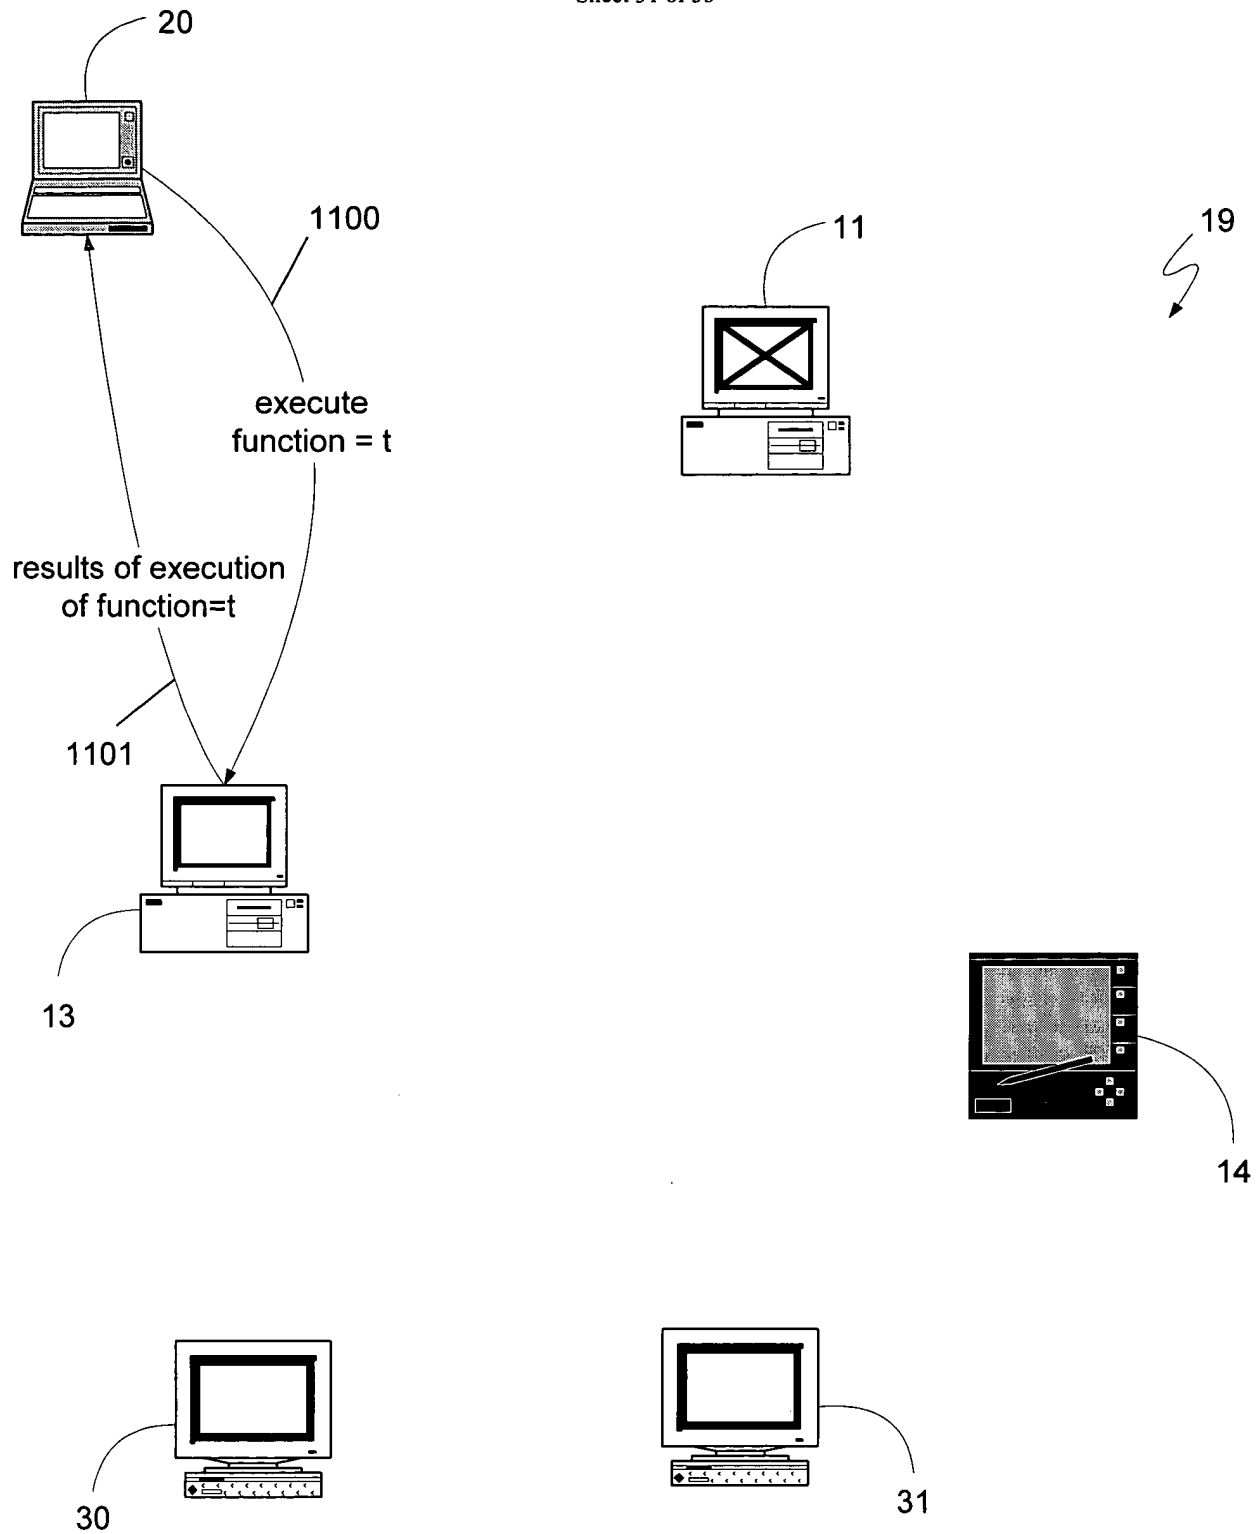 20
1100
11
19
execute
function = t
results of execution
of function=t
1101
13
14
30
31